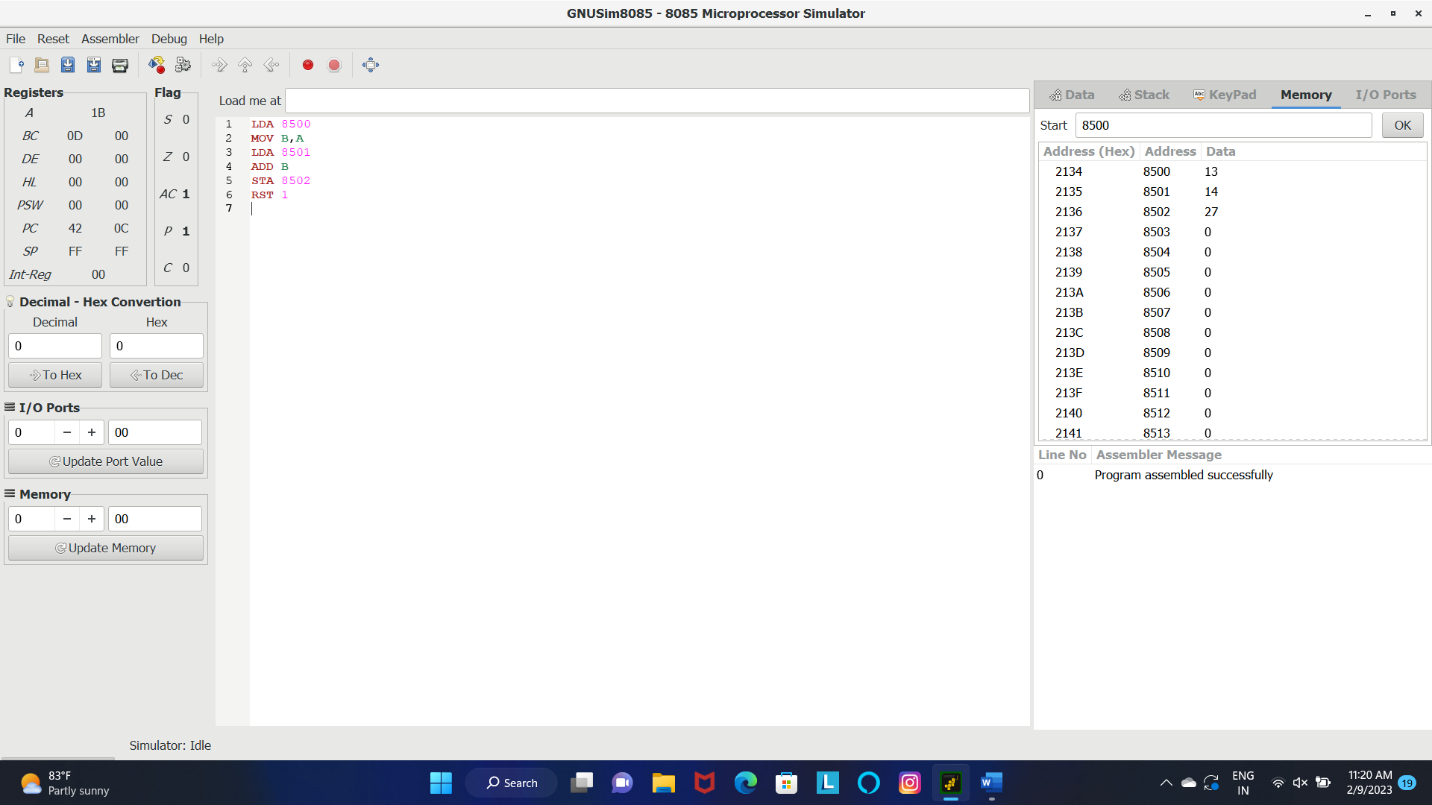 GNUSim8085 - 8085 Microprocessor Simulator
File Reset Assembler Debug Help
Registers
A 1B
BC 0D 00
DE 00 00
HL 00 00
PSW 00 00
PC 42 0C
SP FF FF
Int-Reg 00
Flag
S 0
Z 0
AC 1
P 1
C 0
Decimal - Hex Convertion
Decimal Hex
0 0
To Hex To Dec
I/O Ports
0 − + 00
Update Port Value
Memory
0 − + 00
Update Memory
Load me at
1 LDA 8500
2 MOV B,A
3 LDA 8501
4 ADD B
5 STA 8502
6 RST 1
7
Data Stack KeyPad Memory I/O Ports
Start 8500 OK
Address (Hex) Address Data
2134 8500 13
2135 8501 14
2136 8502 27
2137 8503 0
2138 8504 0
2139 8505 0
213A 8506 0
213B 8507 0
213C 8508 0
213D 8509 0
213E 8510 0
213F 8511 0
2140 8512 0
2141 8513 0
Line No Assembler Message
0 Program assembled successfully
Simulator: Idle
83°F
Partly sunny
Search
ENG
IN
11:20 AM
2/9/2023
19